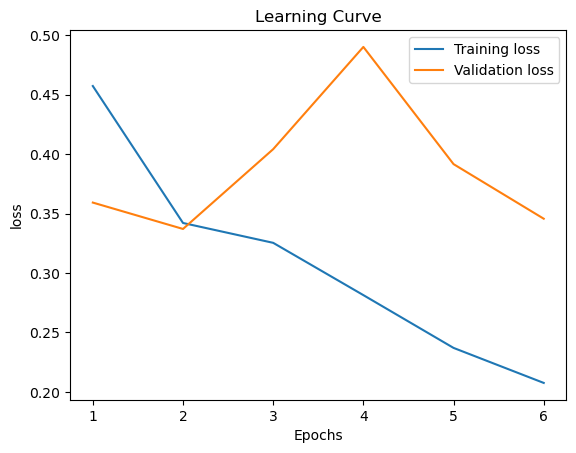 Learning Curve
Training loss
Validation loss
0.50
0.45
0.40
0.35
0.30
0.25
0.20
loss
1 2 3 4 5 6
Epochs